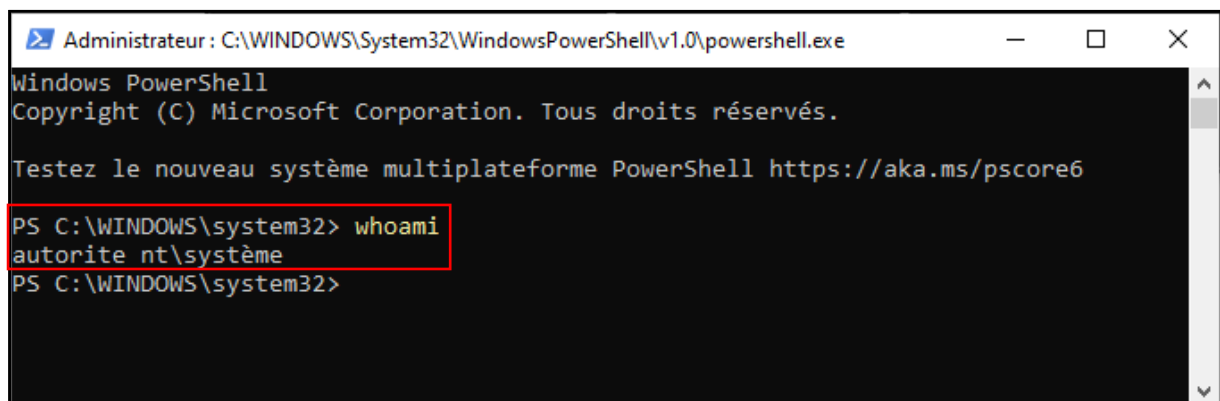 Administrateur : C:\WINDOWS\System32\WindowsPowerShell\v1.0\powershell.exe
Windows PowerShell
Copyright (C) Microsoft Corporation. Tous droits réservés.
Testez le nouveau système multiplateforme PowerShell https://aka.ms/pscore6
PS C:\WINDOWS\system32> whoami
autorite nt\système
PS C:\WINDOWS\system32>